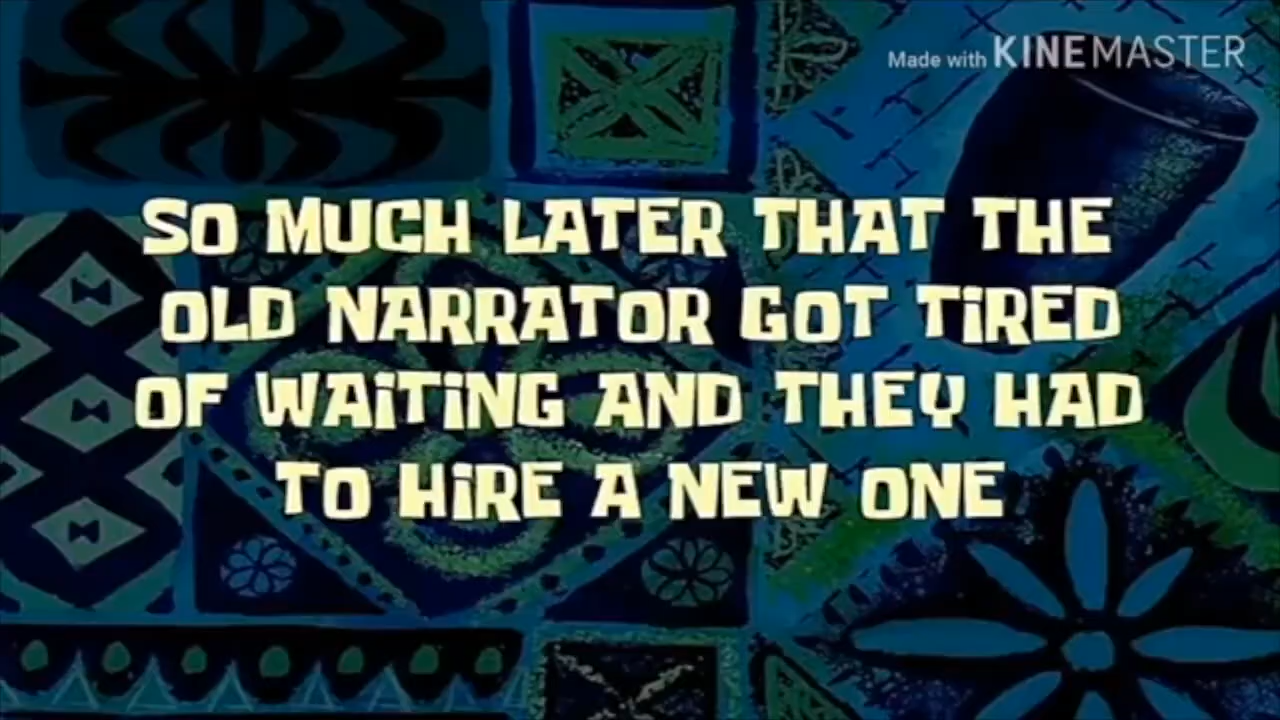 Made with KINEMASTER
SO MUCH LATER THAT THE
OLD NARRATOR GOT TiRED
OF WAiTiNG AND THEY HAD
TO HiRE A NEW ONE